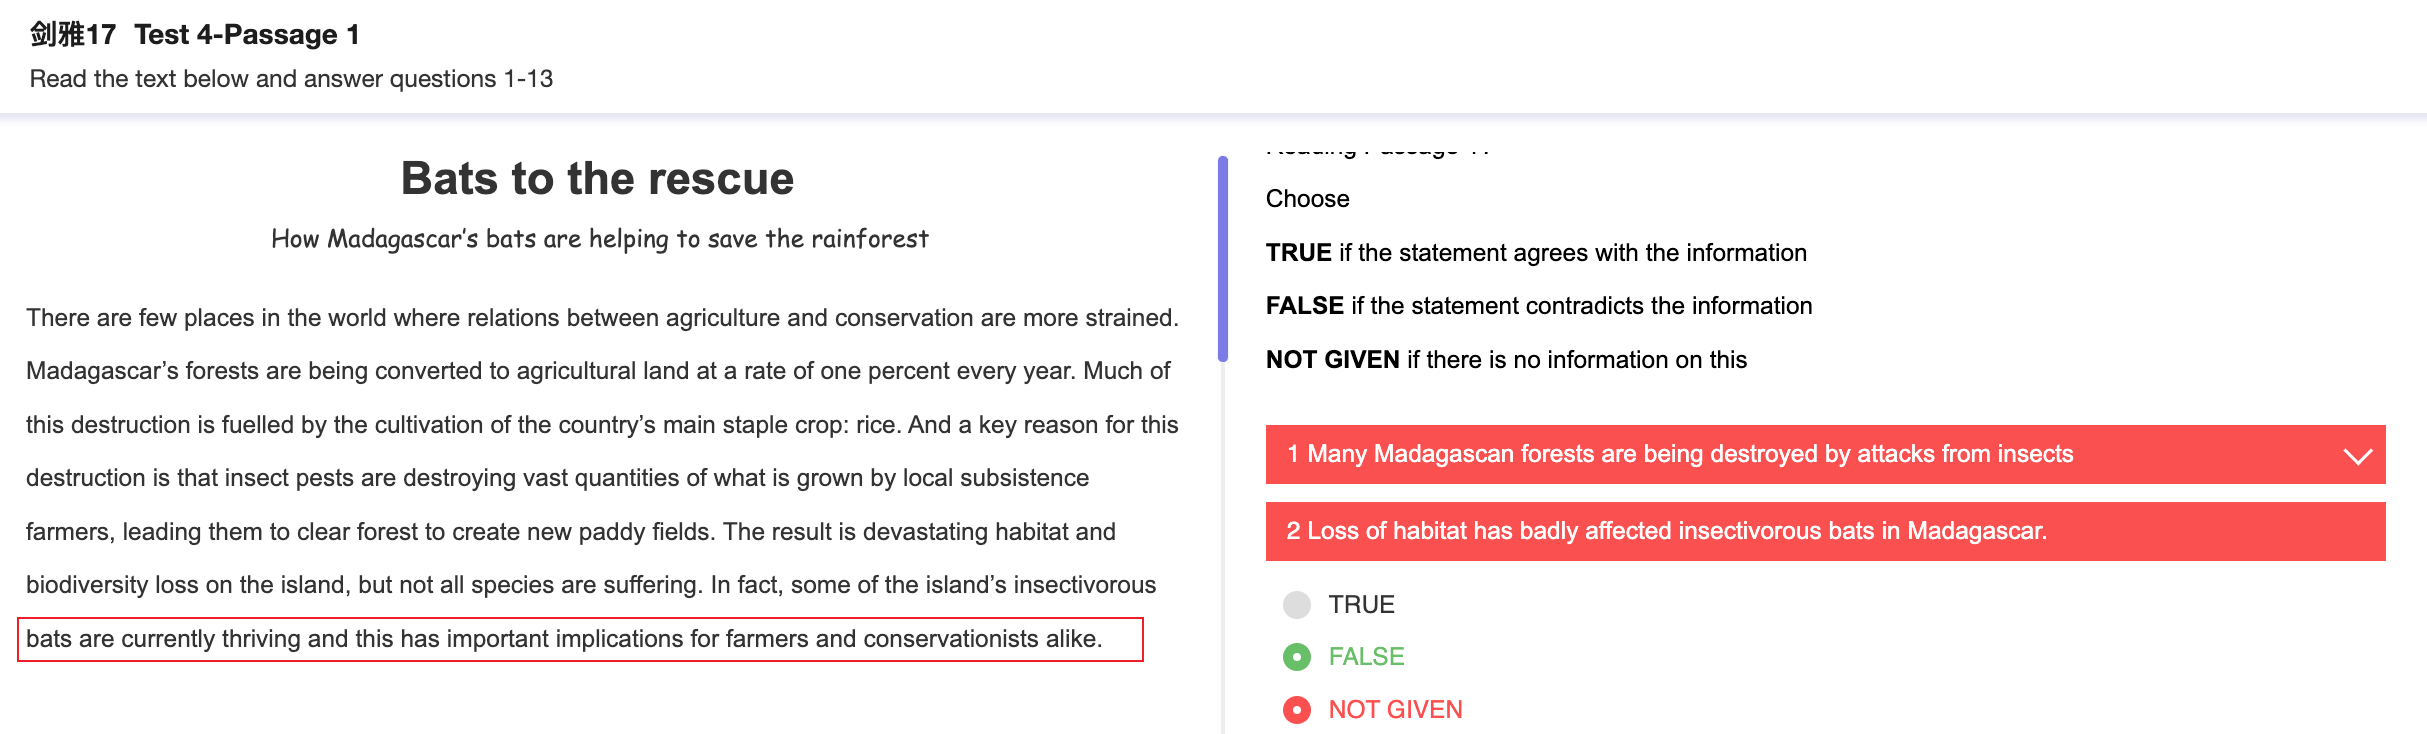 剑雅17 Test 4-Passage 1
Read the text below and answer questions 1-13
Bats to the rescue
How Madagascar's bats are helping to save the rainforest
There are few places in the world where relations between agriculture and conservation are more strained.
Madagascar's forests are being converted to agricultural land at a rate of one percent every year. Much of
this destruction is fuelled by the cultivation of the country's main staple crop: rice. And a key reason for this
destruction is that insect pests are destroying vast quantities of what is grown by local subsistence
farmers, leading them to clear forest to create new paddy fields. The result is devastating habitat and
biodiversity loss on the island, but not all species are suffering. In fact, some of the island's insectivorous
bats are currently thriving and this has important implications for farmers and conservationists alike.
Choose
TRUE if the statement agrees with the information
FALSE if the statement contradicts the information
NOT GIVEN if there is no information on this
1 Many Madagascan forests are being destroyed by attacks from insects
2 Loss of habitat has badly affected insectivorous bats in Madagascar.
TRUE
FALSE
NOT GIVEN